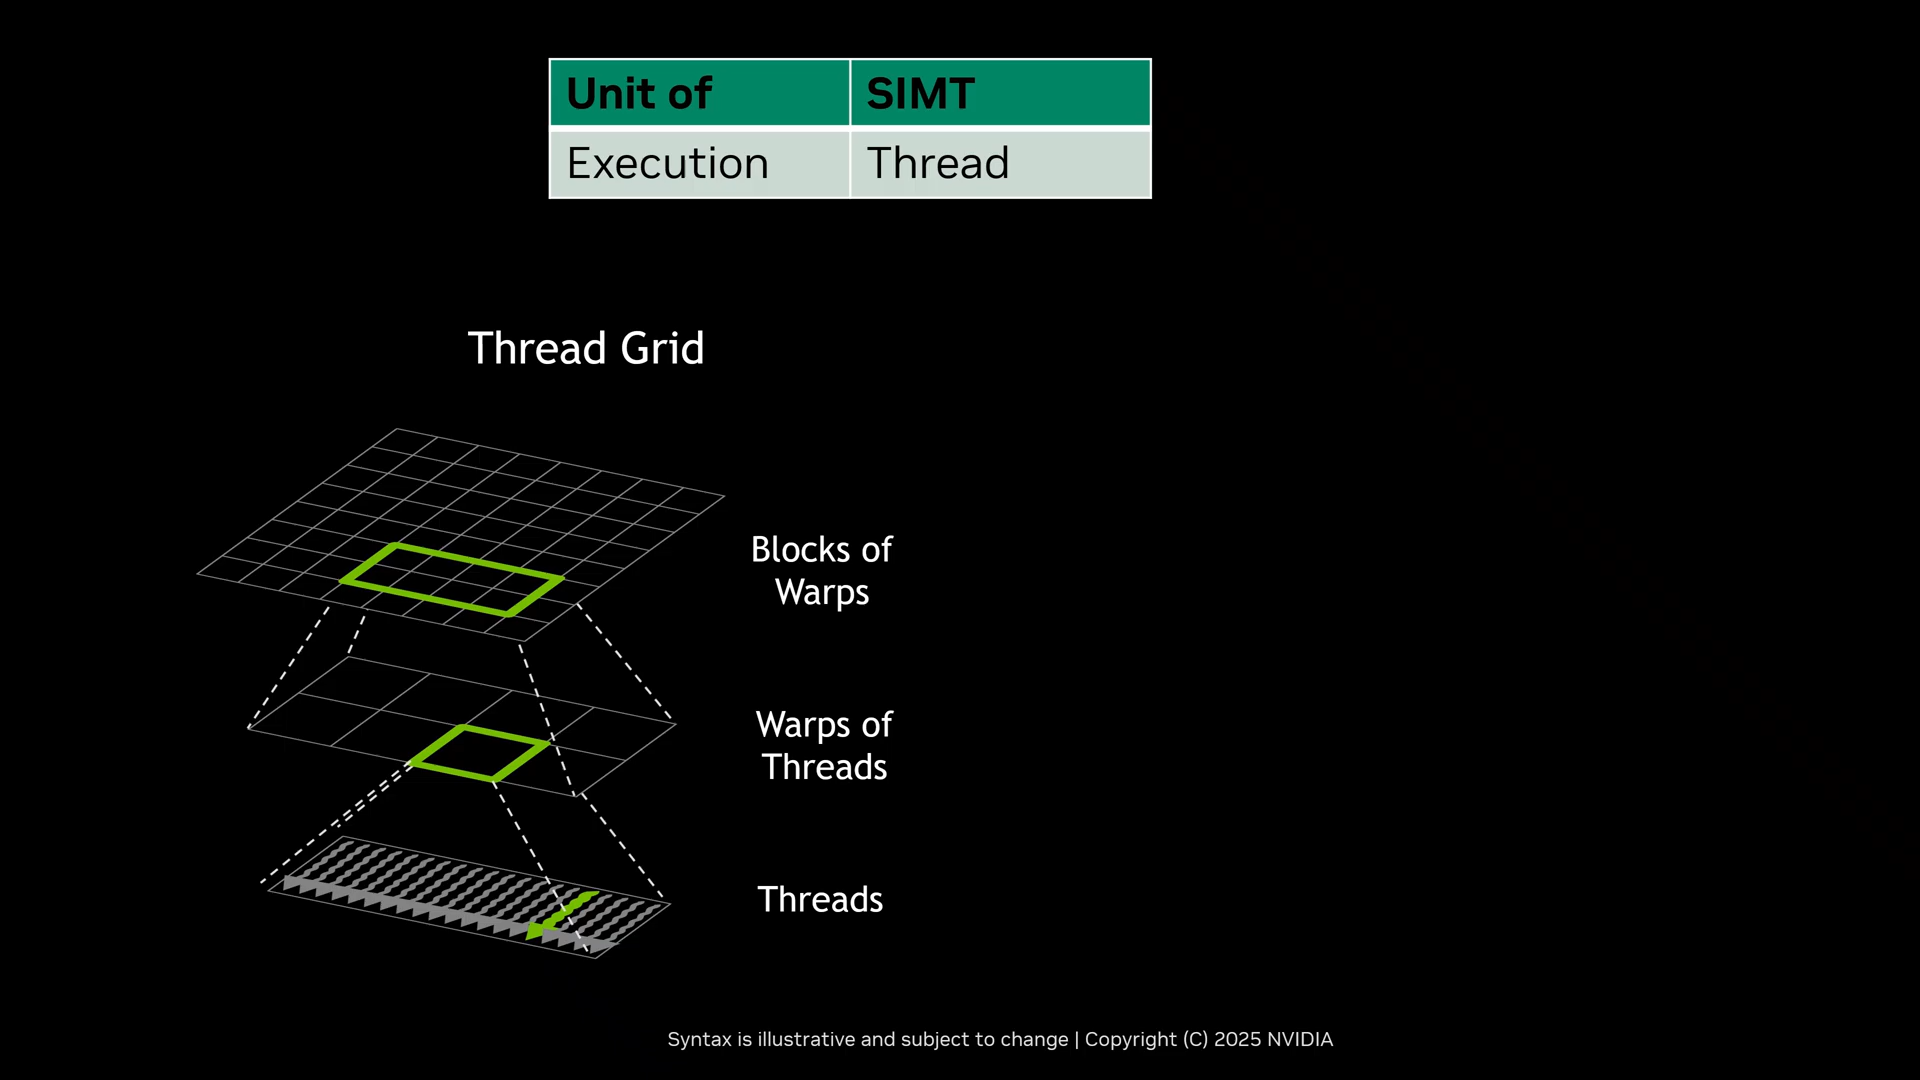 Unit of SIMT
Execution Thread
Thread Grid
Blocks of
Warps
Warps of
Threads
Threads
Syntax is illustrative and subject to change | Copyright (C) 2025 NVIDIA